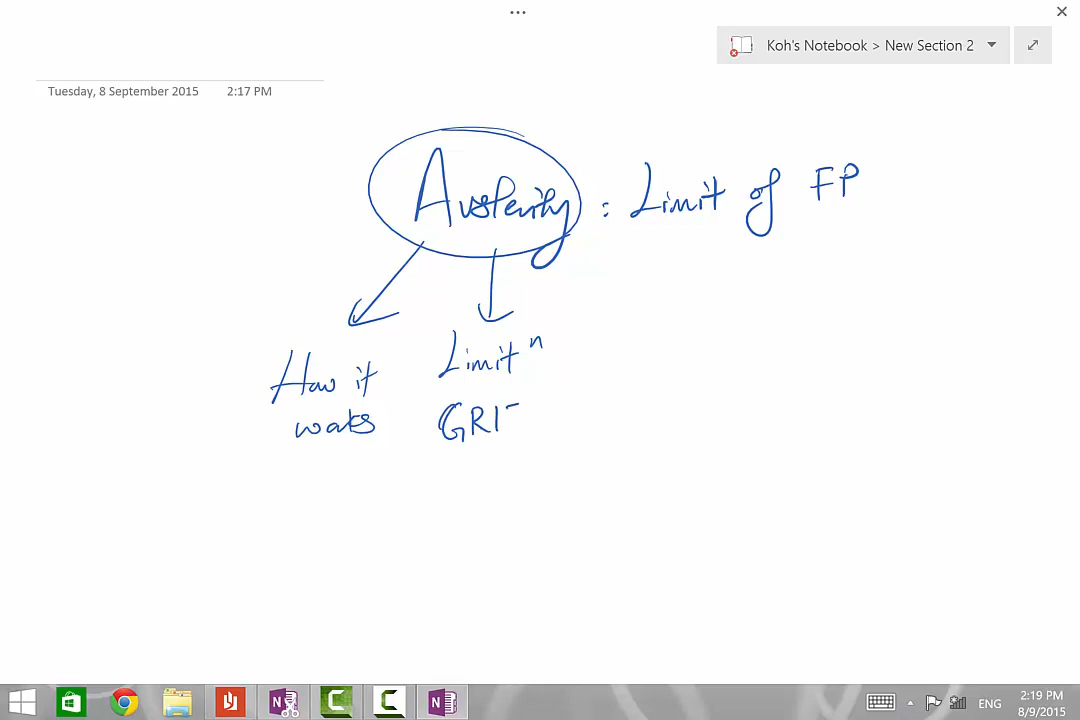 Koh's Notebook > New Section 2
Tuesday, 8 September 2015 2:17 PM
Austerity : Limit of FP
How it
works
Limitⁿ
GRI
ENG
2:19 PM
8/9/2015